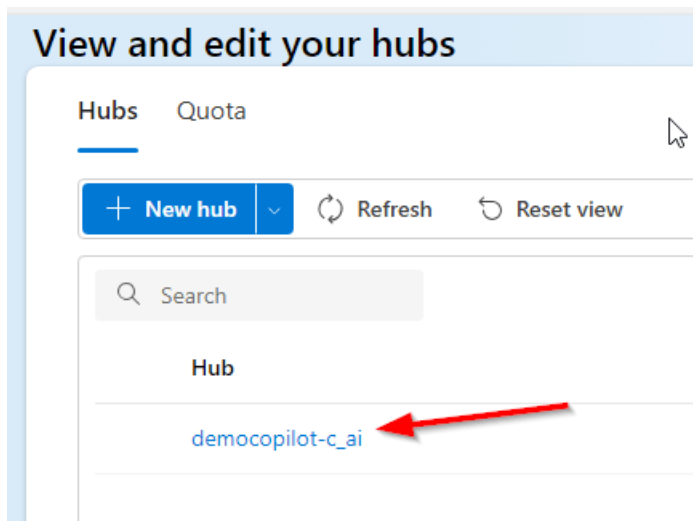 View and edit your hubs
Hubs Quota
New hub Refresh Reset view
Search
Hub
democopilot-c_ai